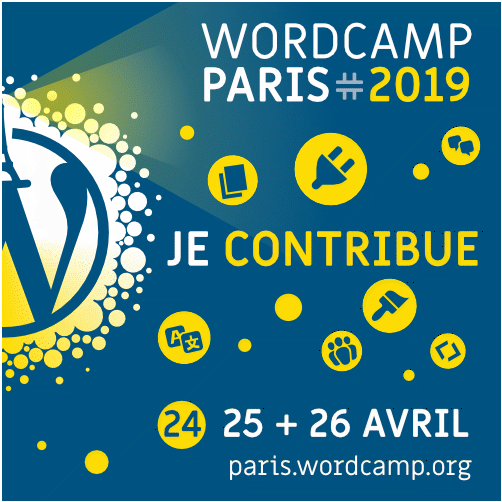 WORDCAMP
PARIS#2019
JE CONTRIBUE
24 25 + 26 AVRIL
paris.wordcamp.org